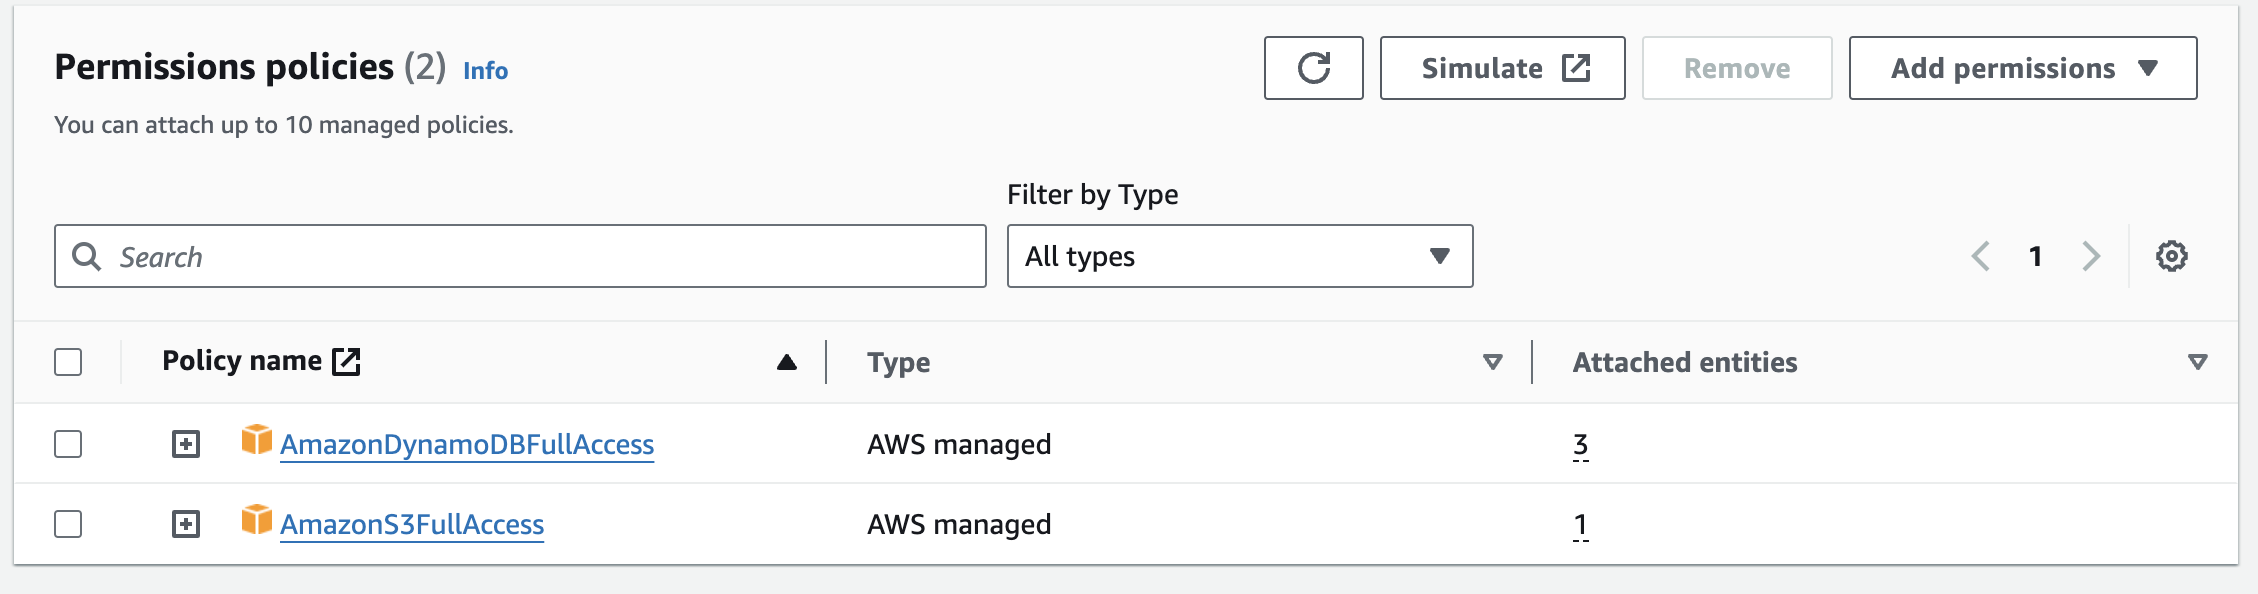 Permissions policies (2) Info
Simulate
Remove
Add permissions
You can attach up to 10 managed policies.
Filter by Type
Search
All types
1
Policy name
Type
Attached entities
AmazonDynamoDBFullAccess
AWS managed
3
AmazonS3FullAccess
AWS managed
1